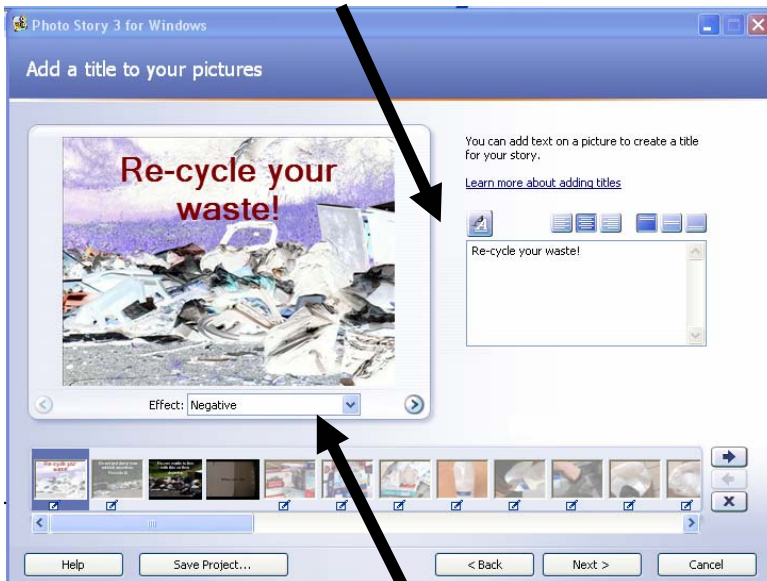 Photo Story 3 for Windows
Add a title to your pictures
Re-cycle your
waste!
You can add text on a picture to create a title
for your story.
Learn more about adding titles
Re-cycle your waste!
Effect: Negative
Help
Save Project...
< Back
Next >
Cancel